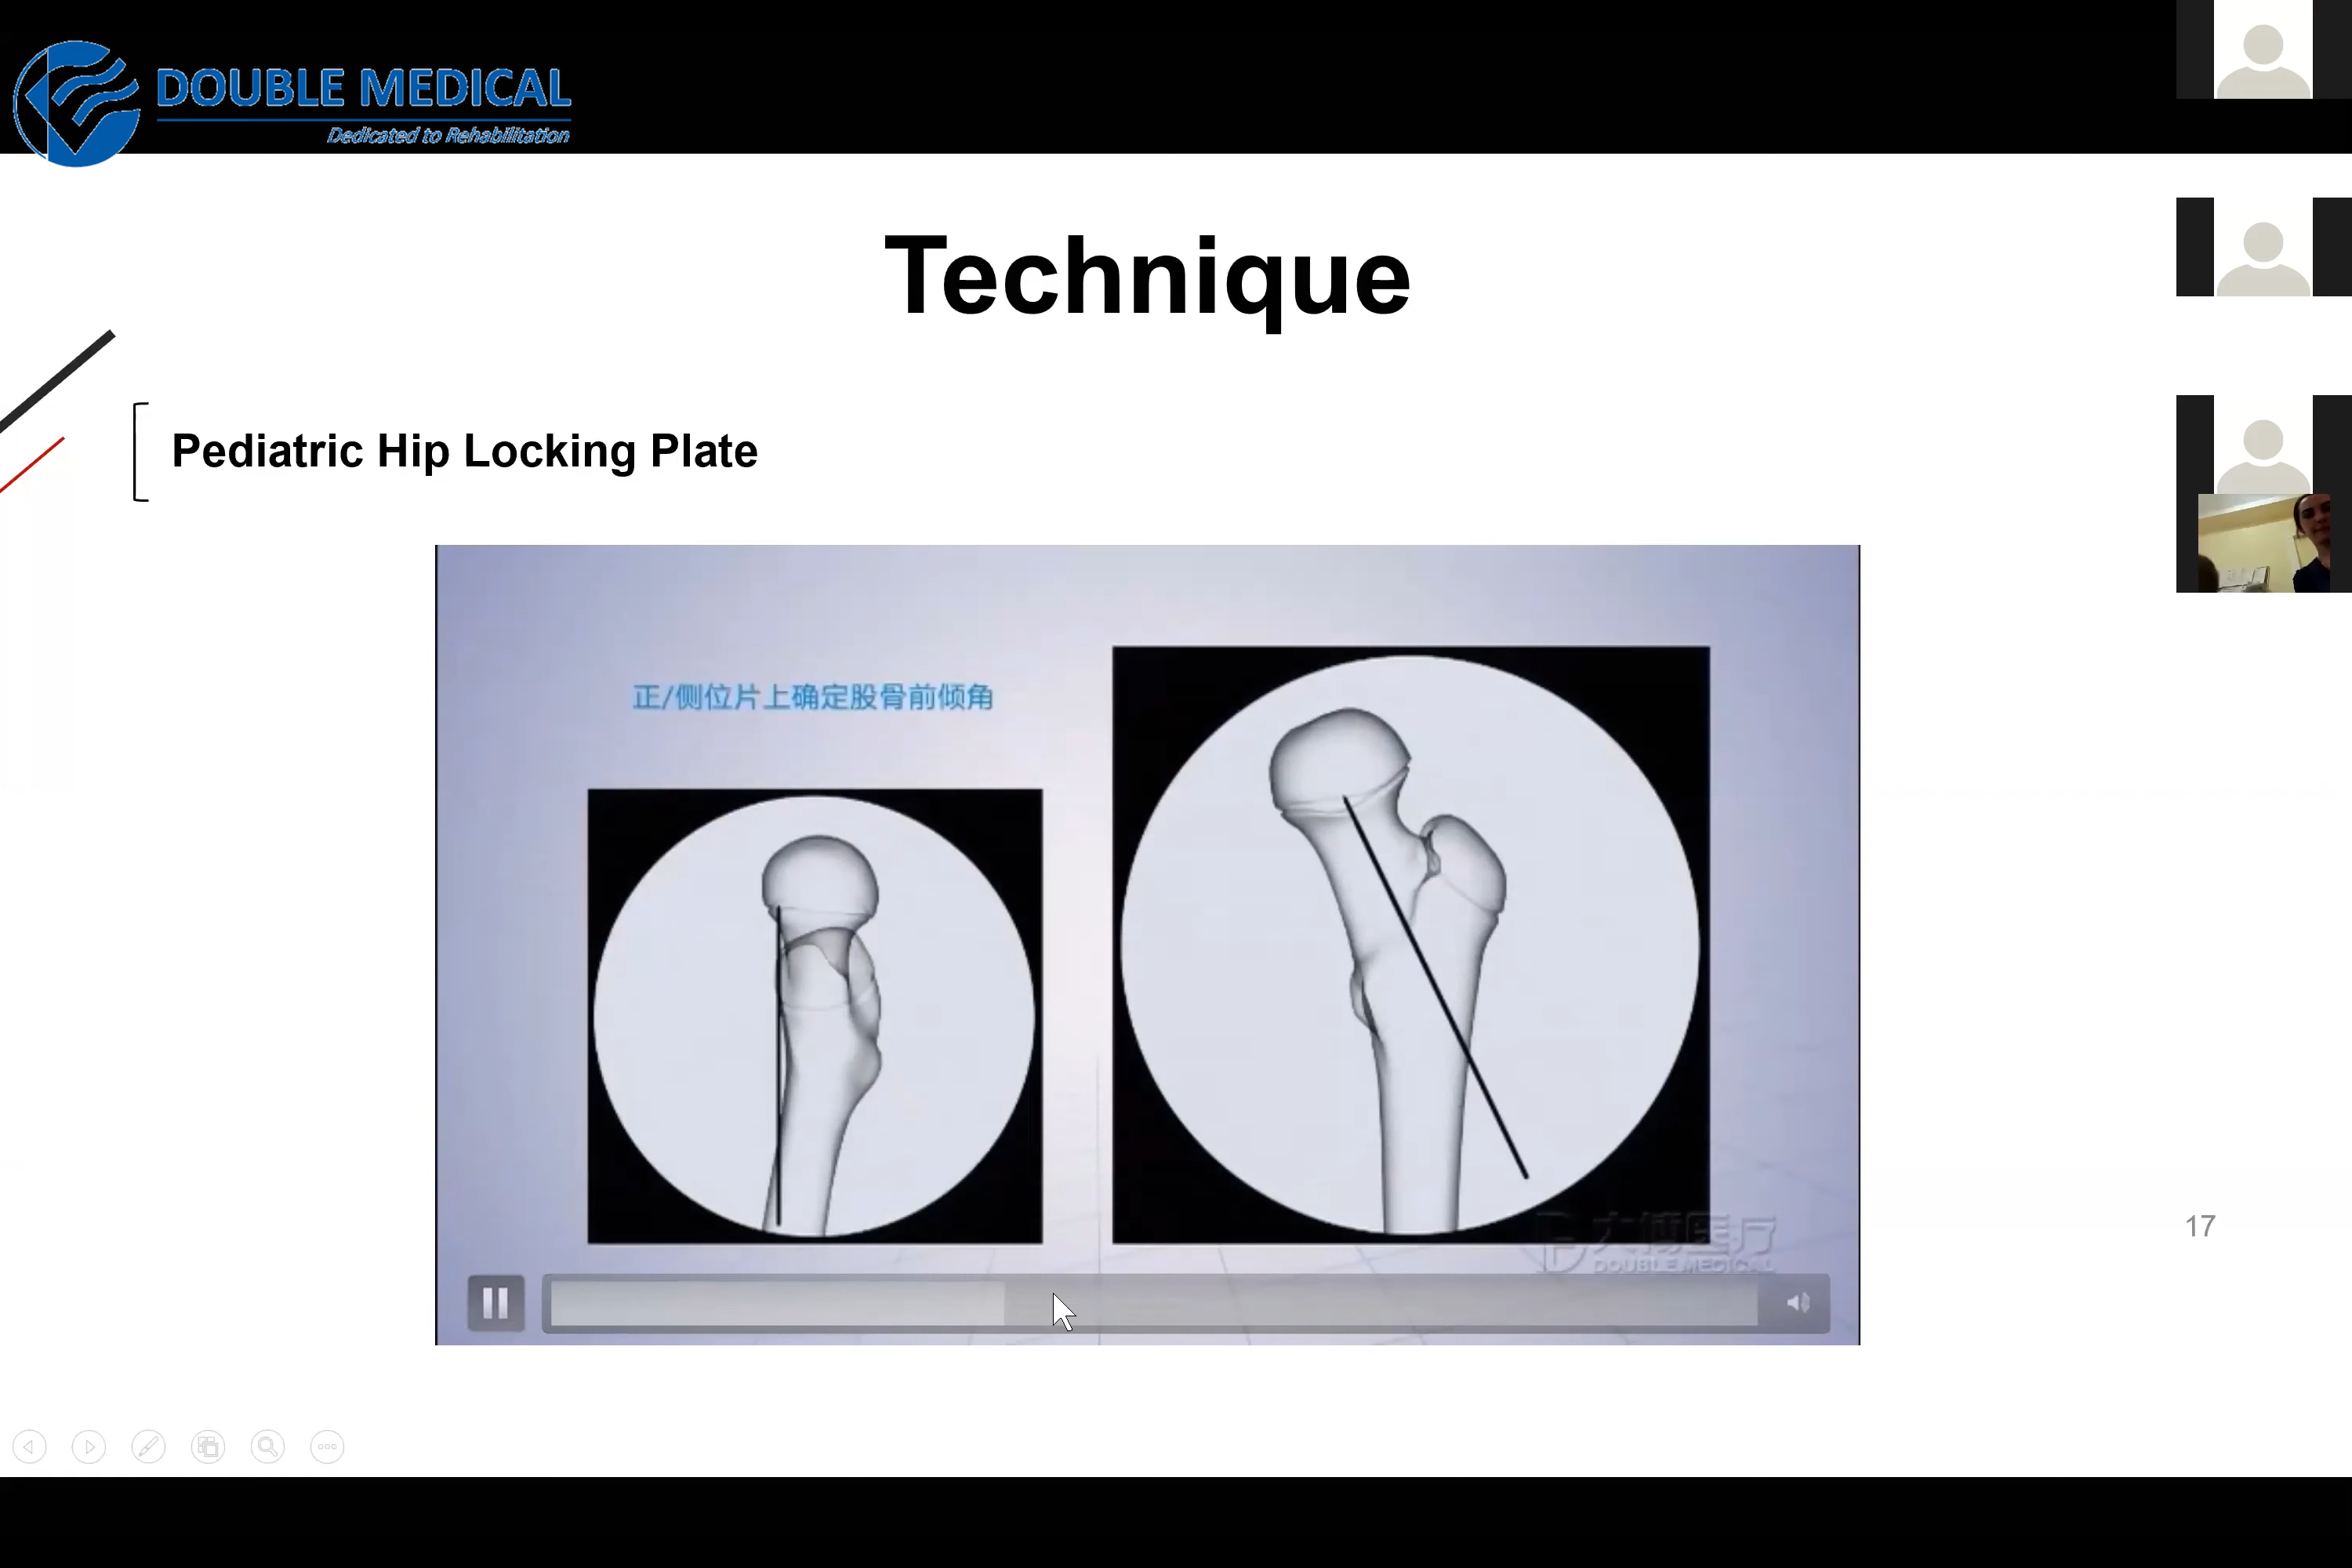 DOUBLE MEDICAL
Dedicated to Rehabilitation
Technique
Pediatric Hip Locking Plate
正/侧位片上确定股骨前倾角
大博医疗
DOUBLE MEDICAL
17